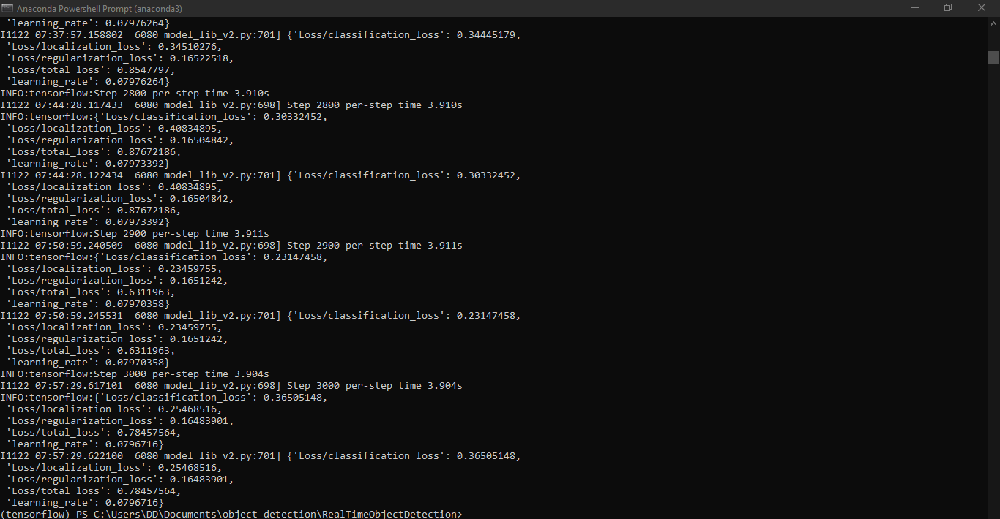 Anaconda Powershell Prompt (anaconda3)
 'learning_rate': 0.07976264}
I1122 07:37:57.158802  6080 model_lib_v2.py:701] {'Loss/classification_loss': 0.34445179,
 'Loss/localization_loss': 0.34510276,
 'Loss/regularization_loss': 0.16522518,
 'Loss/total_loss': 0.8547797,
 'learning_rate': 0.07976264}
INFO:tensorflow:Step 2800 per-step time 3.910s
I1122 07:44:28.117433  6080 model_lib_v2.py:698] Step 2800 per-step time 3.910s
INFO:tensorflow:{'Loss/classification_loss': 0.30332452,
 'Loss/localization_loss': 0.40834895,
 'Loss/regularization_loss': 0.16504842,
 'Loss/total_loss': 0.87672186,
 'learning_rate': 0.07973392}
I1122 07:44:28.122434  6080 model_lib_v2.py:701] {'Loss/classification_loss': 0.30332452,
 'Loss/localization_loss': 0.40834895,
 'Loss/regularization_loss': 0.16504842,
 'Loss/total_loss': 0.87672186,
 'learning_rate': 0.07973392}
INFO:tensorflow:Step 2900 per-step time 3.911s
I1122 07:50:59.240509  6080 model_lib_v2.py:698] Step 2900 per-step time 3.911s
INFO:tensorflow:{'Loss/classification_loss': 0.23147458,
 'Loss/localization_loss': 0.23459755,
 'Loss/regularization_loss': 0.1651242,
 'Loss/total_loss': 0.6311963,
 'learning_rate': 0.07970358}
I1122 07:50:59.245531  6080 model_lib_v2.py:701] {'Loss/classification_loss': 0.23147458,
 'Loss/localization_loss': 0.23459755,
 'Loss/regularization_loss': 0.1651242,
 'Loss/total_loss': 0.6311963,
 'learning_rate': 0.07970358}
INFO:tensorflow:Step 3000 per-step time 3.904s
I1122 07:57:29.617101  6080 model_lib_v2.py:698] Step 3000 per-step time 3.904s
INFO:tensorflow:{'Loss/classification_loss': 0.36505148,
 'Loss/localization_loss': 0.25468516,
 'Loss/regularization_loss': 0.16483901,
 'Loss/total_loss': 0.78457564,
 'learning_rate': 0.0796716}
I1122 07:57:29.622100  6080 model_lib_v2.py:701] {'Loss/classification_loss': 0.36505148,
 'Loss/localization_loss': 0.25468516,
 'Loss/regularization_loss': 0.16483901,
 'Loss/total_loss': 0.78457564,
 'learning_rate': 0.0796716}
(tensorflow) PS C:\Users\DD\Documents\object detection\RealTimeObjectDetection>